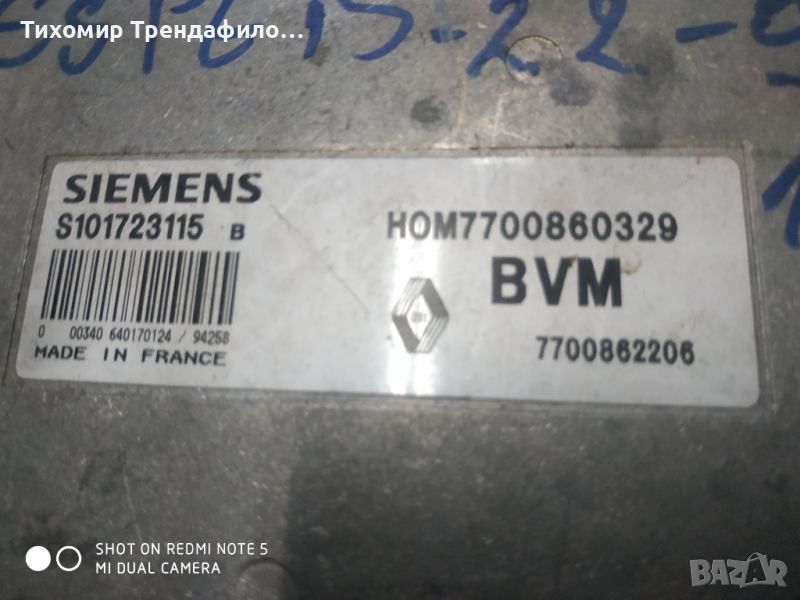 Тихомир Трендафило...
SIEMENS
S101723115 B
HOM7700860329
BVM
0 00340 640170124 / 94258
MADE IN FRANCE
7700862206
SHOT ON REDMI NOTE 5
MI DUAL CAMERA
BAZAR